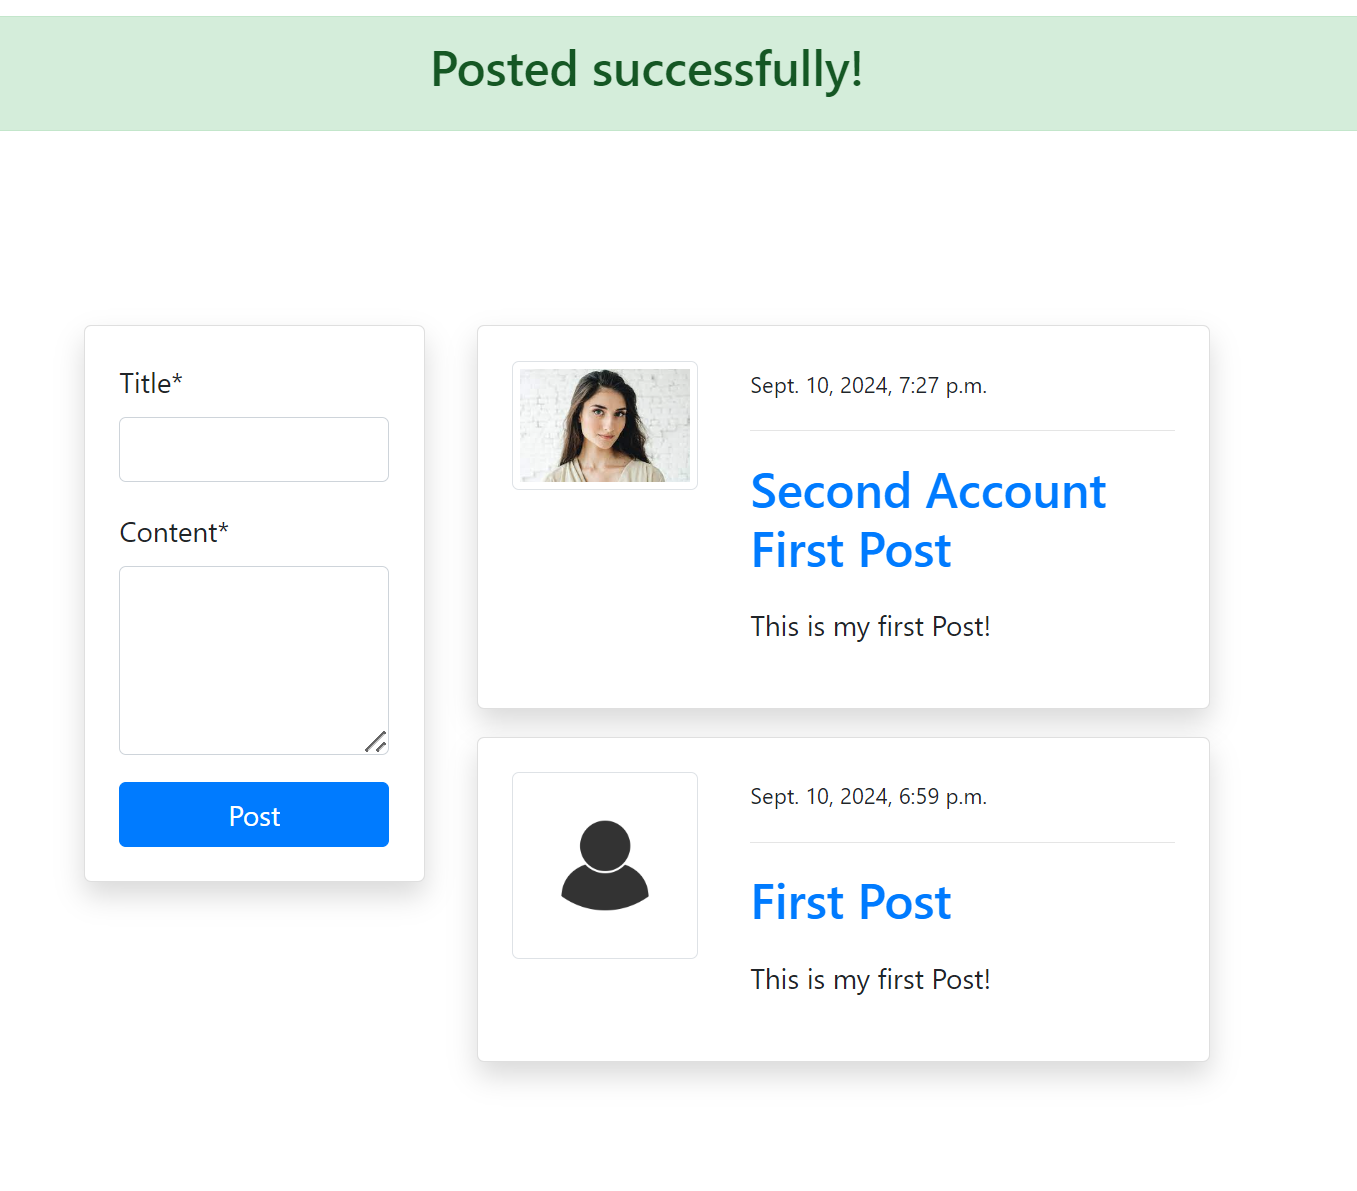 Posted successfully!
Title*
Content*
Post
Sept. 10, 2024, 7:27 p.m.
Second Account
First Post
This is my first Post!
Sept. 10, 2024, 6:59 p.m.
First Post
This is my first Post!